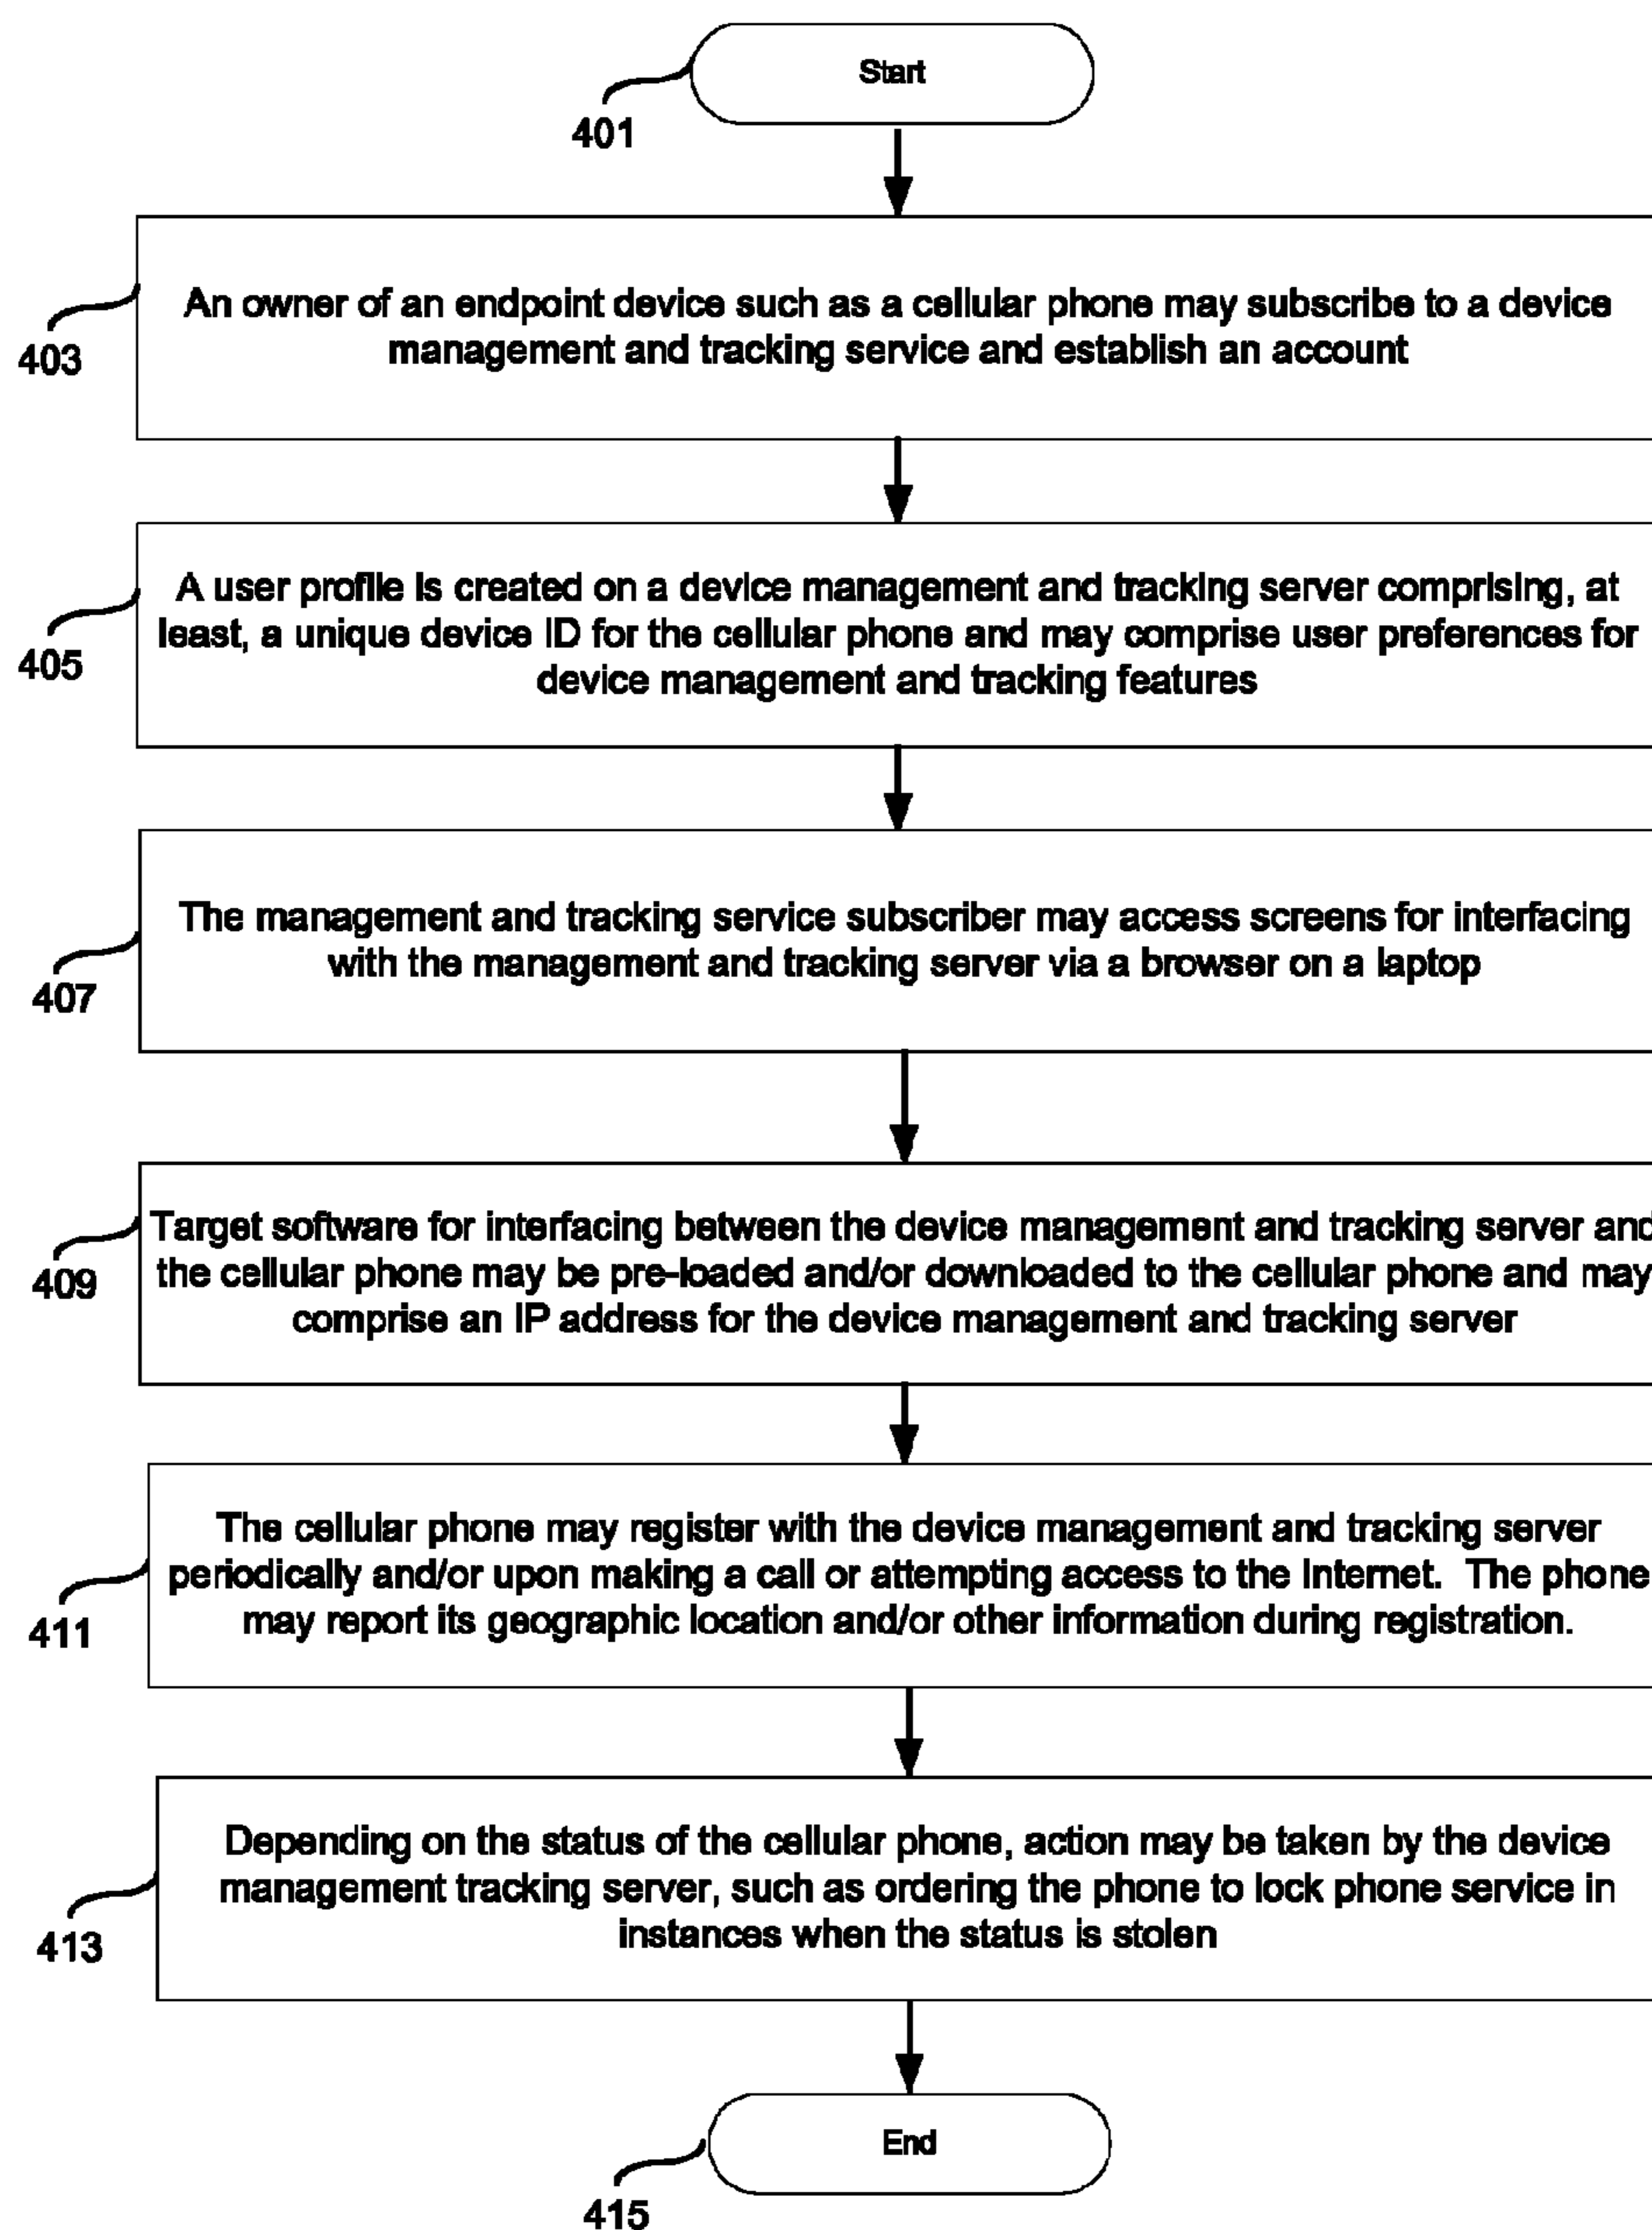 Start
401
An owner of an endpoint device such as a cellular phone may subscribe to a device
management and tracking service and establish an account
403
A user profile is created on a device management and tracking server comprising, at
least, a unique device ID for the cellular phone and may comprise user preferences for
device management and tracking features
405
The management and tracking service subscriber may access screens for interfacing
with the management and tracking server via a browser on a laptop
407
Target software for interfacing between the device management and tracking server and
the cellular phone may be pre-loaded and/or downloaded to the cellular phone and may
comprise an IP address for the device management and tracking server
409
The cellular phone may register with the device management and tracking server
periodically and/or upon making a call or attempting access to the Internet. The phone
may report its geographic location and/or other information during registration.
411
Depending on the status of the cellular phone, action may be taken by the device
management tracking server, such as ordering the phone to lock phone service in
instances when the status is stolen
413
End
415